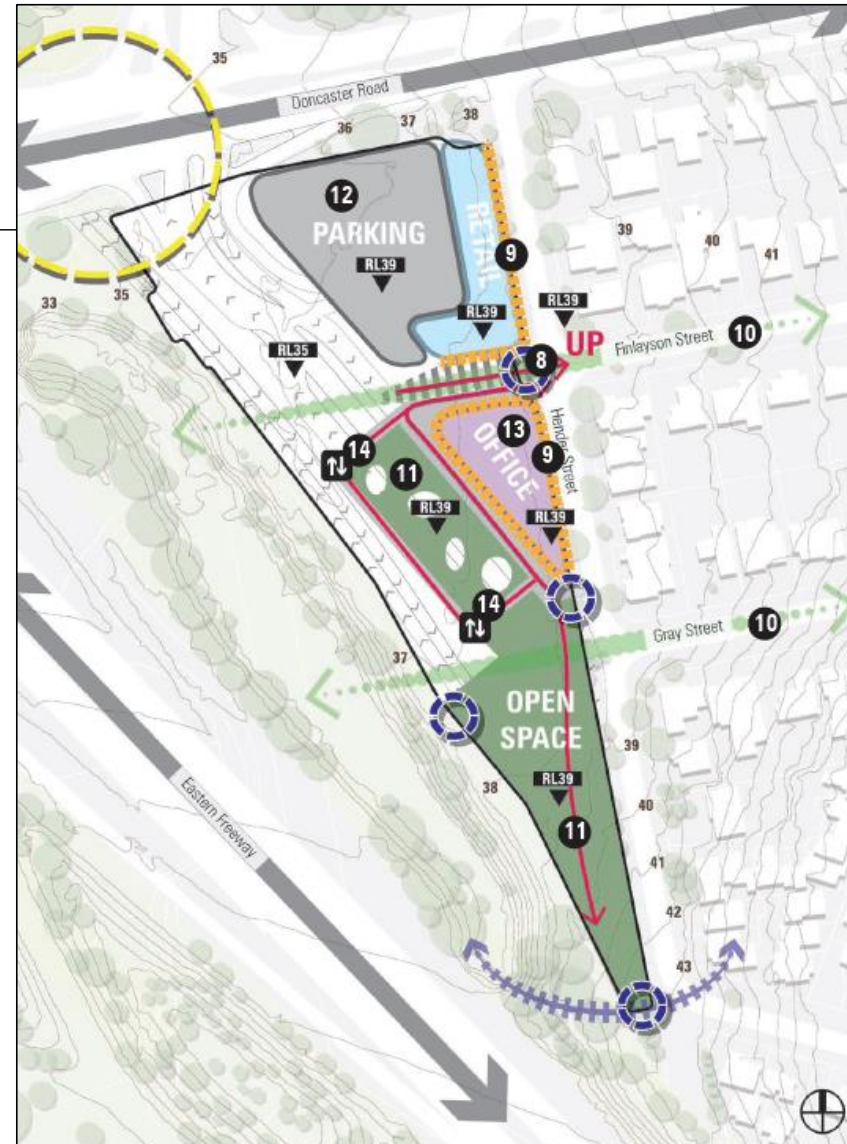 35
Doncaster Road
36
37
38
12
PARKING
RETAIL
9
39
40
41
RL39
33
35
RL39
RL39
RL35
UP
Finlayson Street
10
8
13
OFFICE
Hender Street
9
14
11
RL39
RL39
14
Gray Street
10
37
OPEN
SPACE
39
38
RL39
40
11
Eastern Freeway
41
42
43